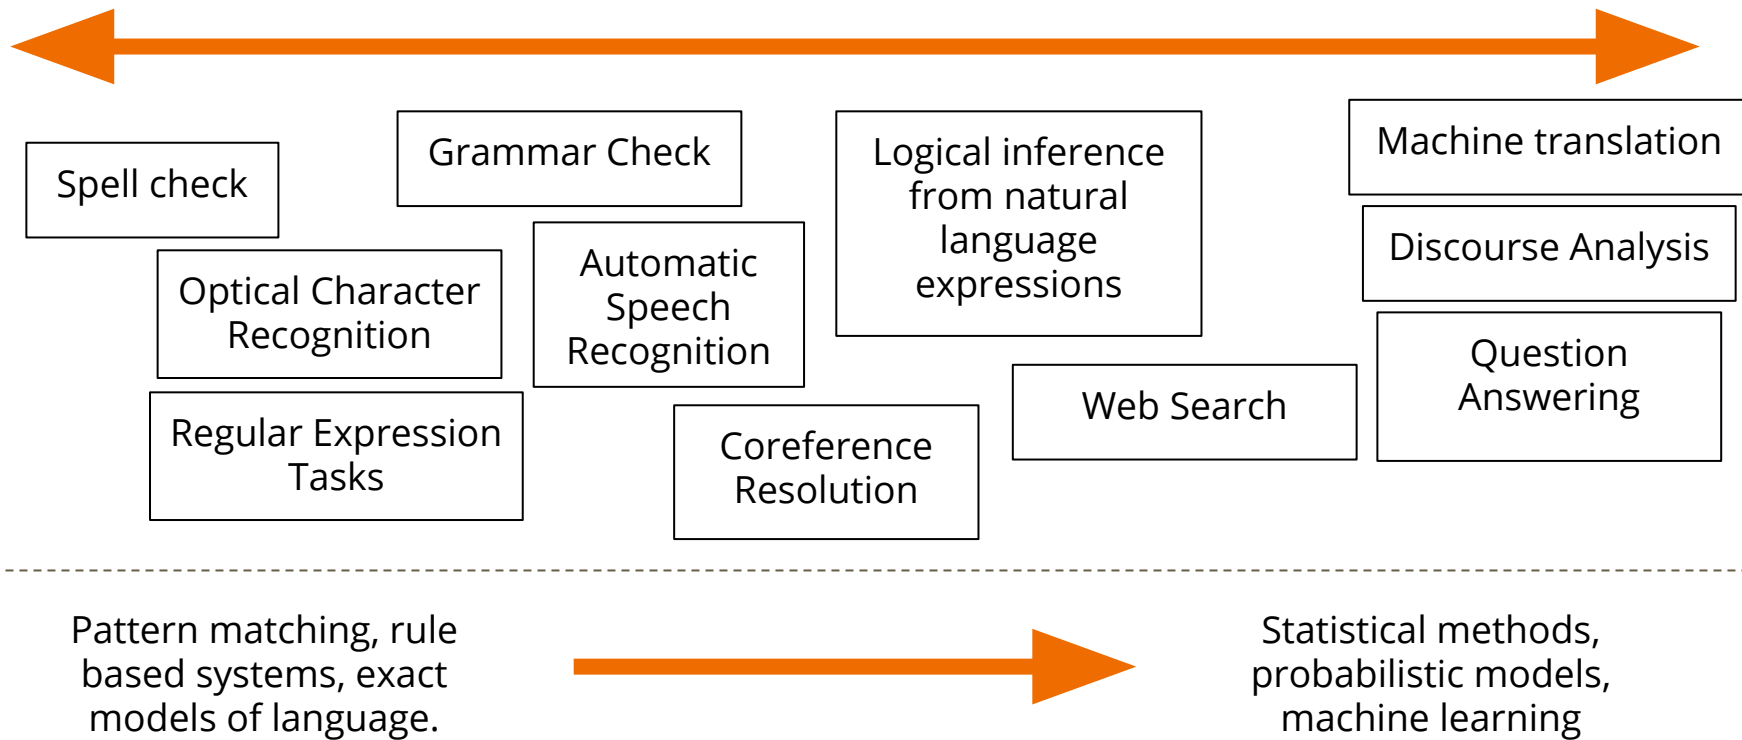 Spell check
Grammar Check
Optical Character
Recognition
Regular Expression
Tasks
Automatic
Speech
Recognition
Logical inference
from natural
language
expressions
Coreference
Resolution
Web Search
Machine translation
Discourse Analysis
Question
Answering
Pattern matching, rule
based systems, exact
models of language.
Statistical methods,
probabilistic models,
machine learning